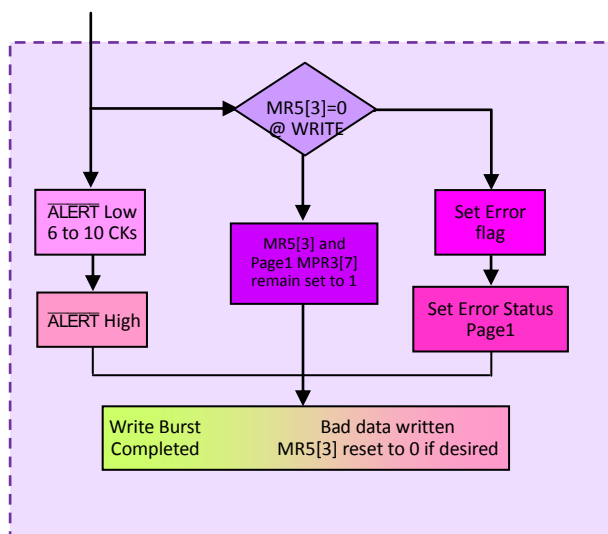 MR5[3]=0
@ WRITE
ALERT Low
6 to 10 CKs
MR5[3] and
Page1 MPR3[7]
remain set to 1
Set Error
flag
ALERT High
Set Error Status
Page1
Write Burst
Completed
Bad data written
MR5[3] reset to 0 if desired